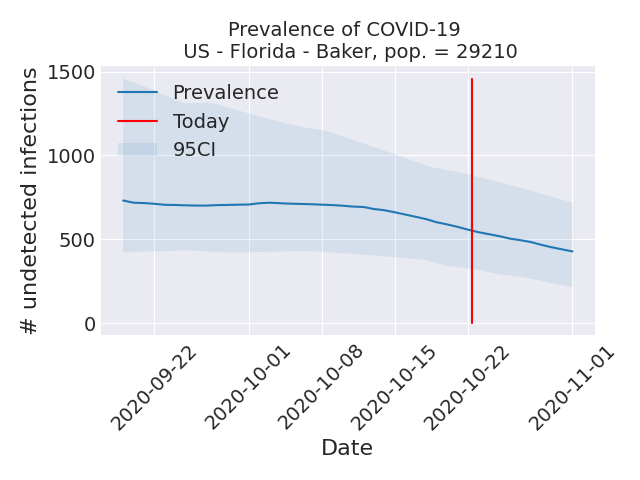 Prevalence of COVID-19
US - Florida - Baker, pop. = 29210
# undetected infections
1500
1000
500
0
Prevalence
Today
95CI
2020-09-22
2020-10-01
2020-10-08
2020-10-15
2020-10-22
2020-11-01
Date